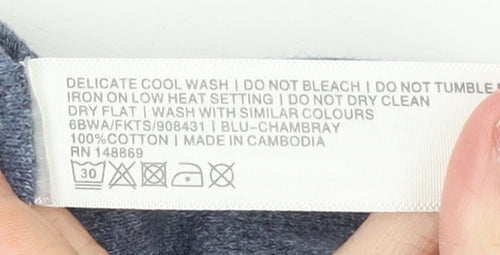 DELICATE COOL WASH | DO NOT BLEACH | DO NOT TUMBLE
IRON ON LOW HEAT SETTING | DO NOT DRY CLEAN
DRY FLAT | WASH WITH SIMILAR COLOURS
6BWA/FKTS/908431 | BLU-CHAMBRAY
100%COTTON | MADE IN CAMBODIA
RN 148869
30